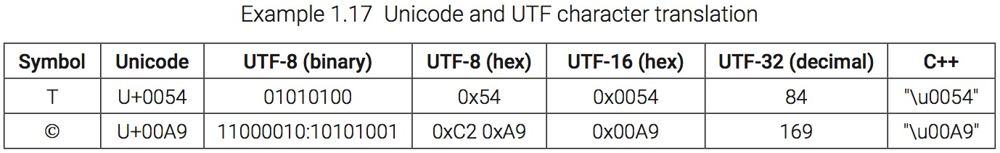 Example 1.17 Unicode and UTF character translation
Symbol Unicode UTF-8 (binary) UTF-8 (hex) UTF-16 (hex) UTF-32 (decimal) C++
T U+0054 01010100 0x54 0x0054 84 "\u0054"
© U+00A9 11000010:10101001 0xC2 0xA9 0x00A9 169 "\u00A9"